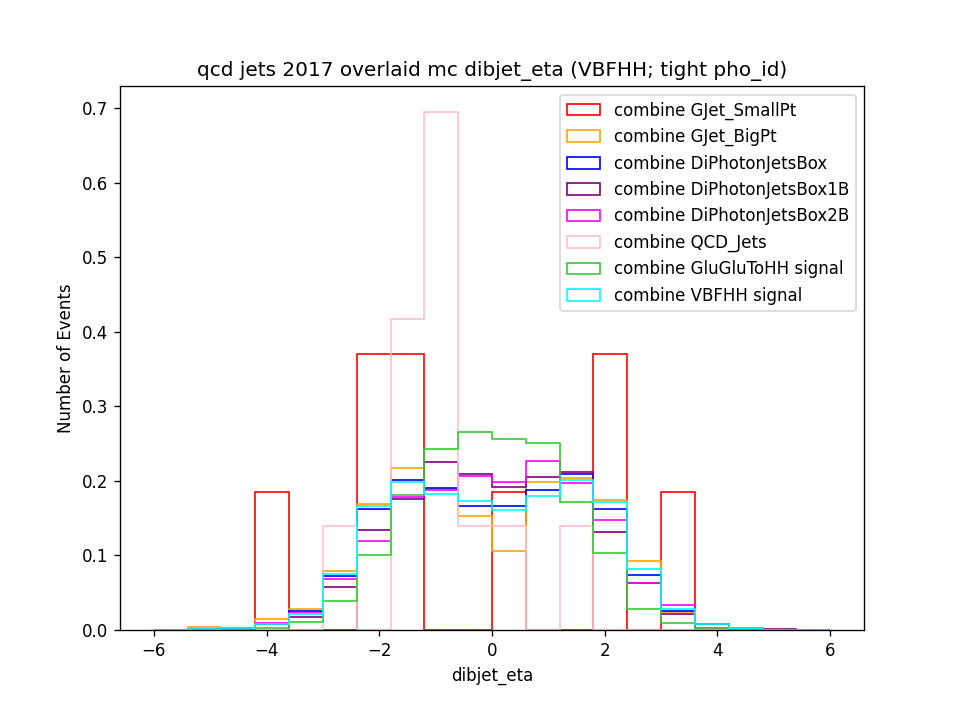 qcd jets 2017 overlaid mc dibjet_eta (VBFHH; tight pho_id)
combine GJet_SmallPt
combine GJet_BigPt
combine DiPhotonJetsBox
combine DiPhotonJetsBox1B
combine DiPhotonJetsBox2B
combine QCD_Jets
combine GluGluToHH signal
combine VBFHH signal
Number of Events
0.7
0.6
0.5
0.4
0.3
0.2
0.1
0.0
−6 −4 −2 0 2 4 6
dibjet_eta